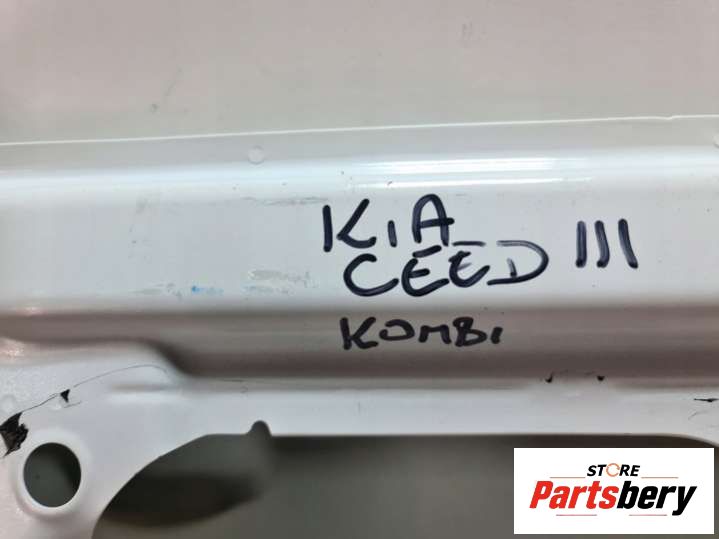 KIA
CEED III
KOMBI
STORE
Partsbery